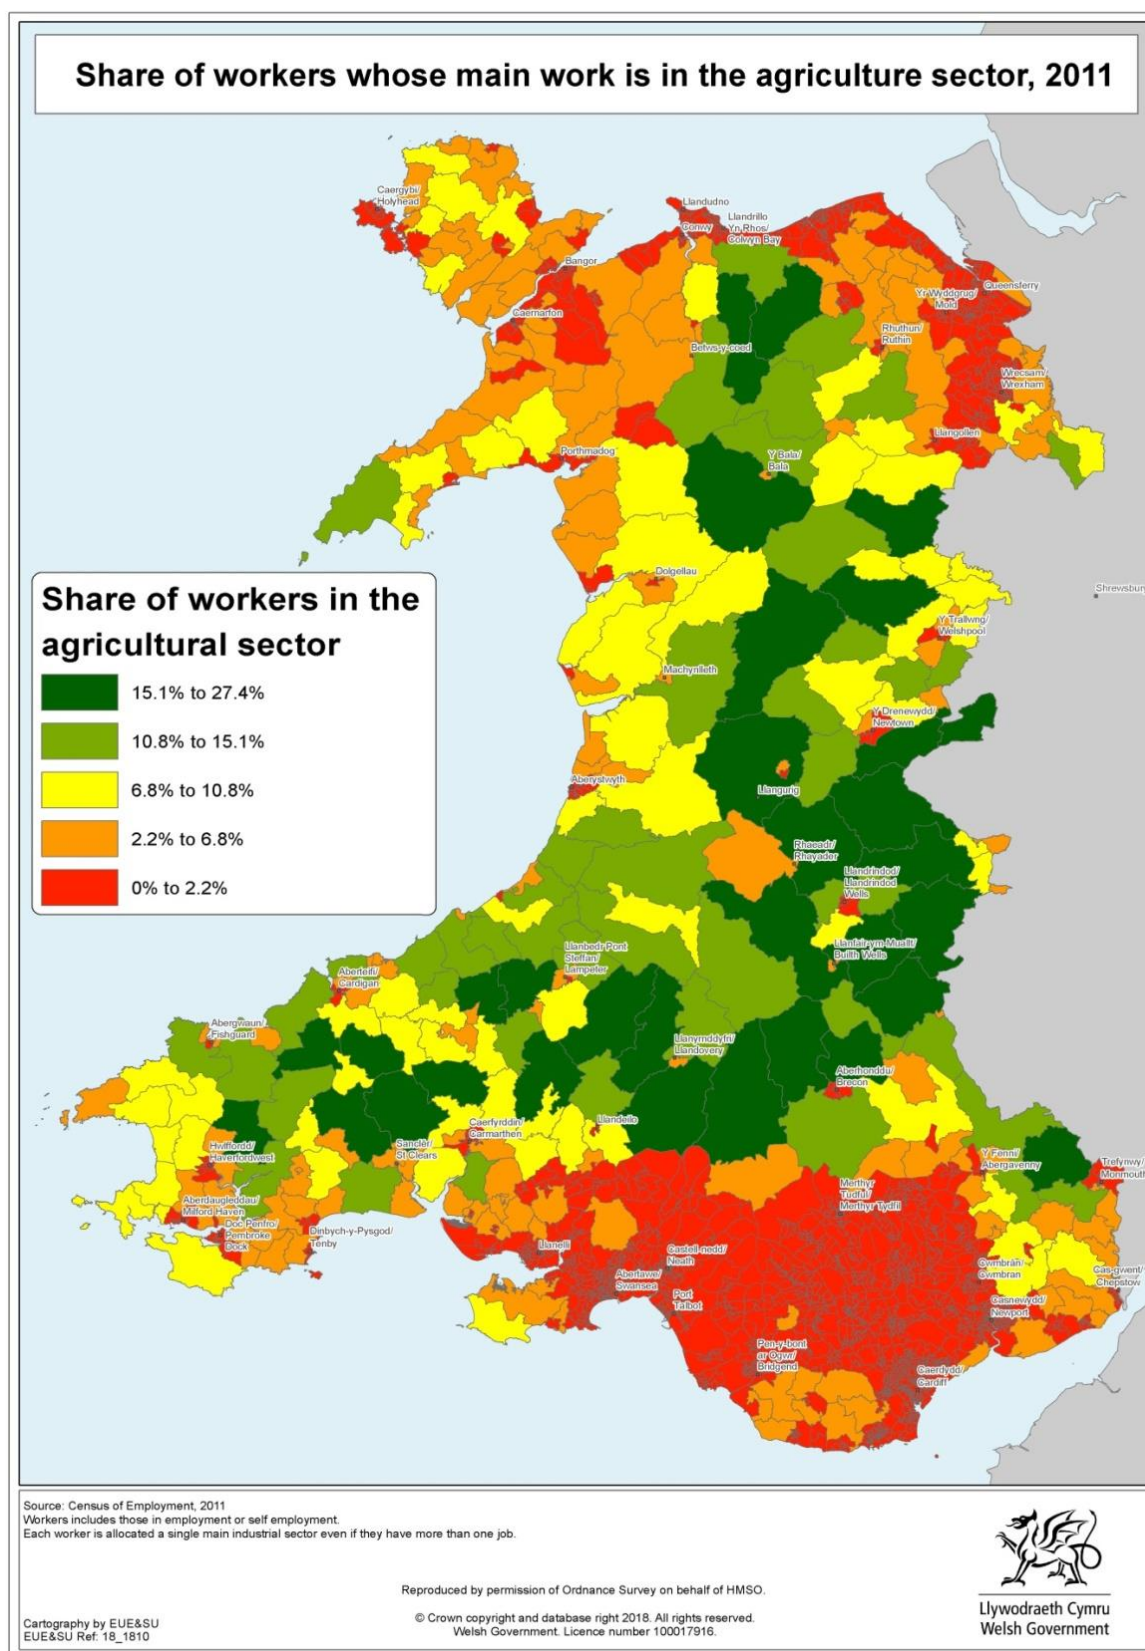 Share of workers whose main work is in the agriculture sector, 2011
Caergybi/
Holyhead
Llandudno
Conwy
Llandrillo
Yn Rhos/
Colwyn Bay
Bangor
Caernarfon
Yr Wyddgrug/
Mold
Queensferry
Betws-y-coed
Rhuthun/
Ruthin
Wrecsam/
Wrexham
Llangollen
Porthmadog
Y Bala/
Bala
Dolgellau
Shrewsbury
Share of workers in the
agricultural sector
15.1% to 27.4%
10.8% to 15.1%
6.8% to 10.8%
2.2% to 6.8%
0% to 2.2%
Y Trallwng/
Welshpool
Machynlleth
Y Drenewydd/
Newtown
Aberystwyth
Llangurig
Rhaeadr/
Rhayader
Llandrindod/
Llandrindod
Wells
Llanfair-ym-Muallt/
Builth Wells
Llanbedr Pont
Steffan/
Lampeter
Aberteifi/
Cardigan
Abergwaun/
Fishguard
Llanymddyfri/
Llandovery
Aberhonddu/
Brecon
Hwlffordd/
Haverfordwest
Sanclêr/
St Clears
Caerfyrddin/
Carmarthen
Llandeilo
Y Fenni/
Abergavenny
Trefynwy/
Monmouth
Aberdaugleddau/
Milford Haven
Doc Penfro/
Pembroke
Dock
Dinbych-y-Pysgod/
Tenby
Merthyr
Tudful/
Merthyr Tydfil
Llanelli
Abertawe/
Swansea
Castell-nedd/
Neath
Port
Talbot
Cwmbrân/
Cwmbran
Cas-gwent/
Chepstow
Casnewydd/
Newport
Pen-y-bont
ar Ogwr/
Bridgend
Caerdydd/
Cardiff
Source: Census of Employment, 2011
Workers includes those in employment or self employment.
Each worker is allocated a single main industrial sector even if they have more than one job.
Reproduced by permission of Ordnance Survey on behalf of HMSO.
© Crown copyright and database right 2018. All rights reserved.
Welsh Government. Licence number 100017916.
Cartography by EUE&SU
EUE&SU Ref: 18_1810
Llywodraeth Cymru
Welsh Government